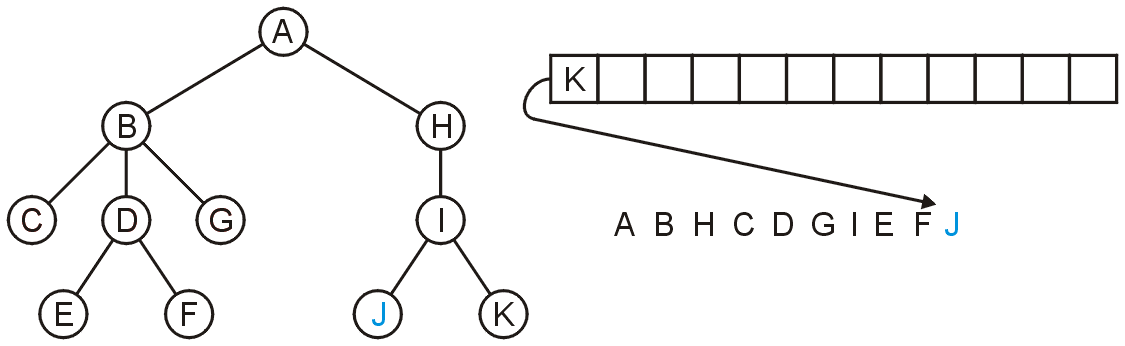 A
B H
C D G I
E F J K
K
A B H C D G I E F J